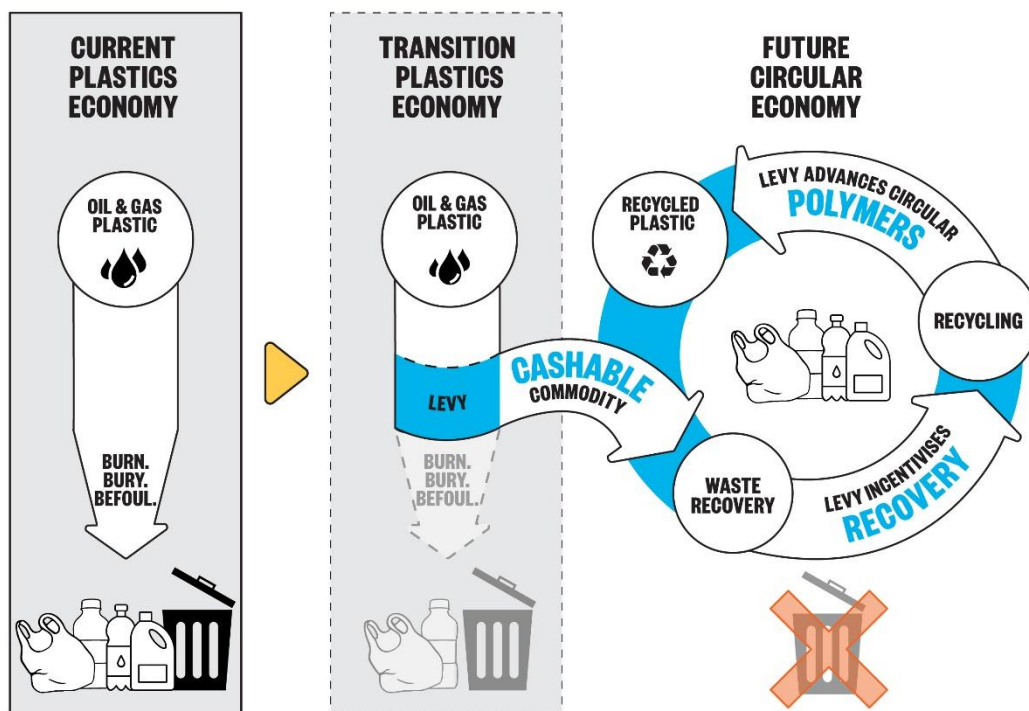 CURRENT
PLASTICS
ECONOMY
OIL & GAS
PLASTIC
BURN.
BURY.
BEFOUL.
TRANSITION
PLASTICS
ECONOMY
OIL & GAS
PLASTIC
LEVY
BURN.
BURY.
BEFOUL.
CASHABLE
COMMODITY
FUTURE
CIRCULAR
ECONOMY
RECYCLED
PLASTIC
LEVY ADVANCES CIRCULAR
POLYMERS
RECYCLING
WASTE
RECOVERY
LEVY INCENTIVISES
RECOVERY